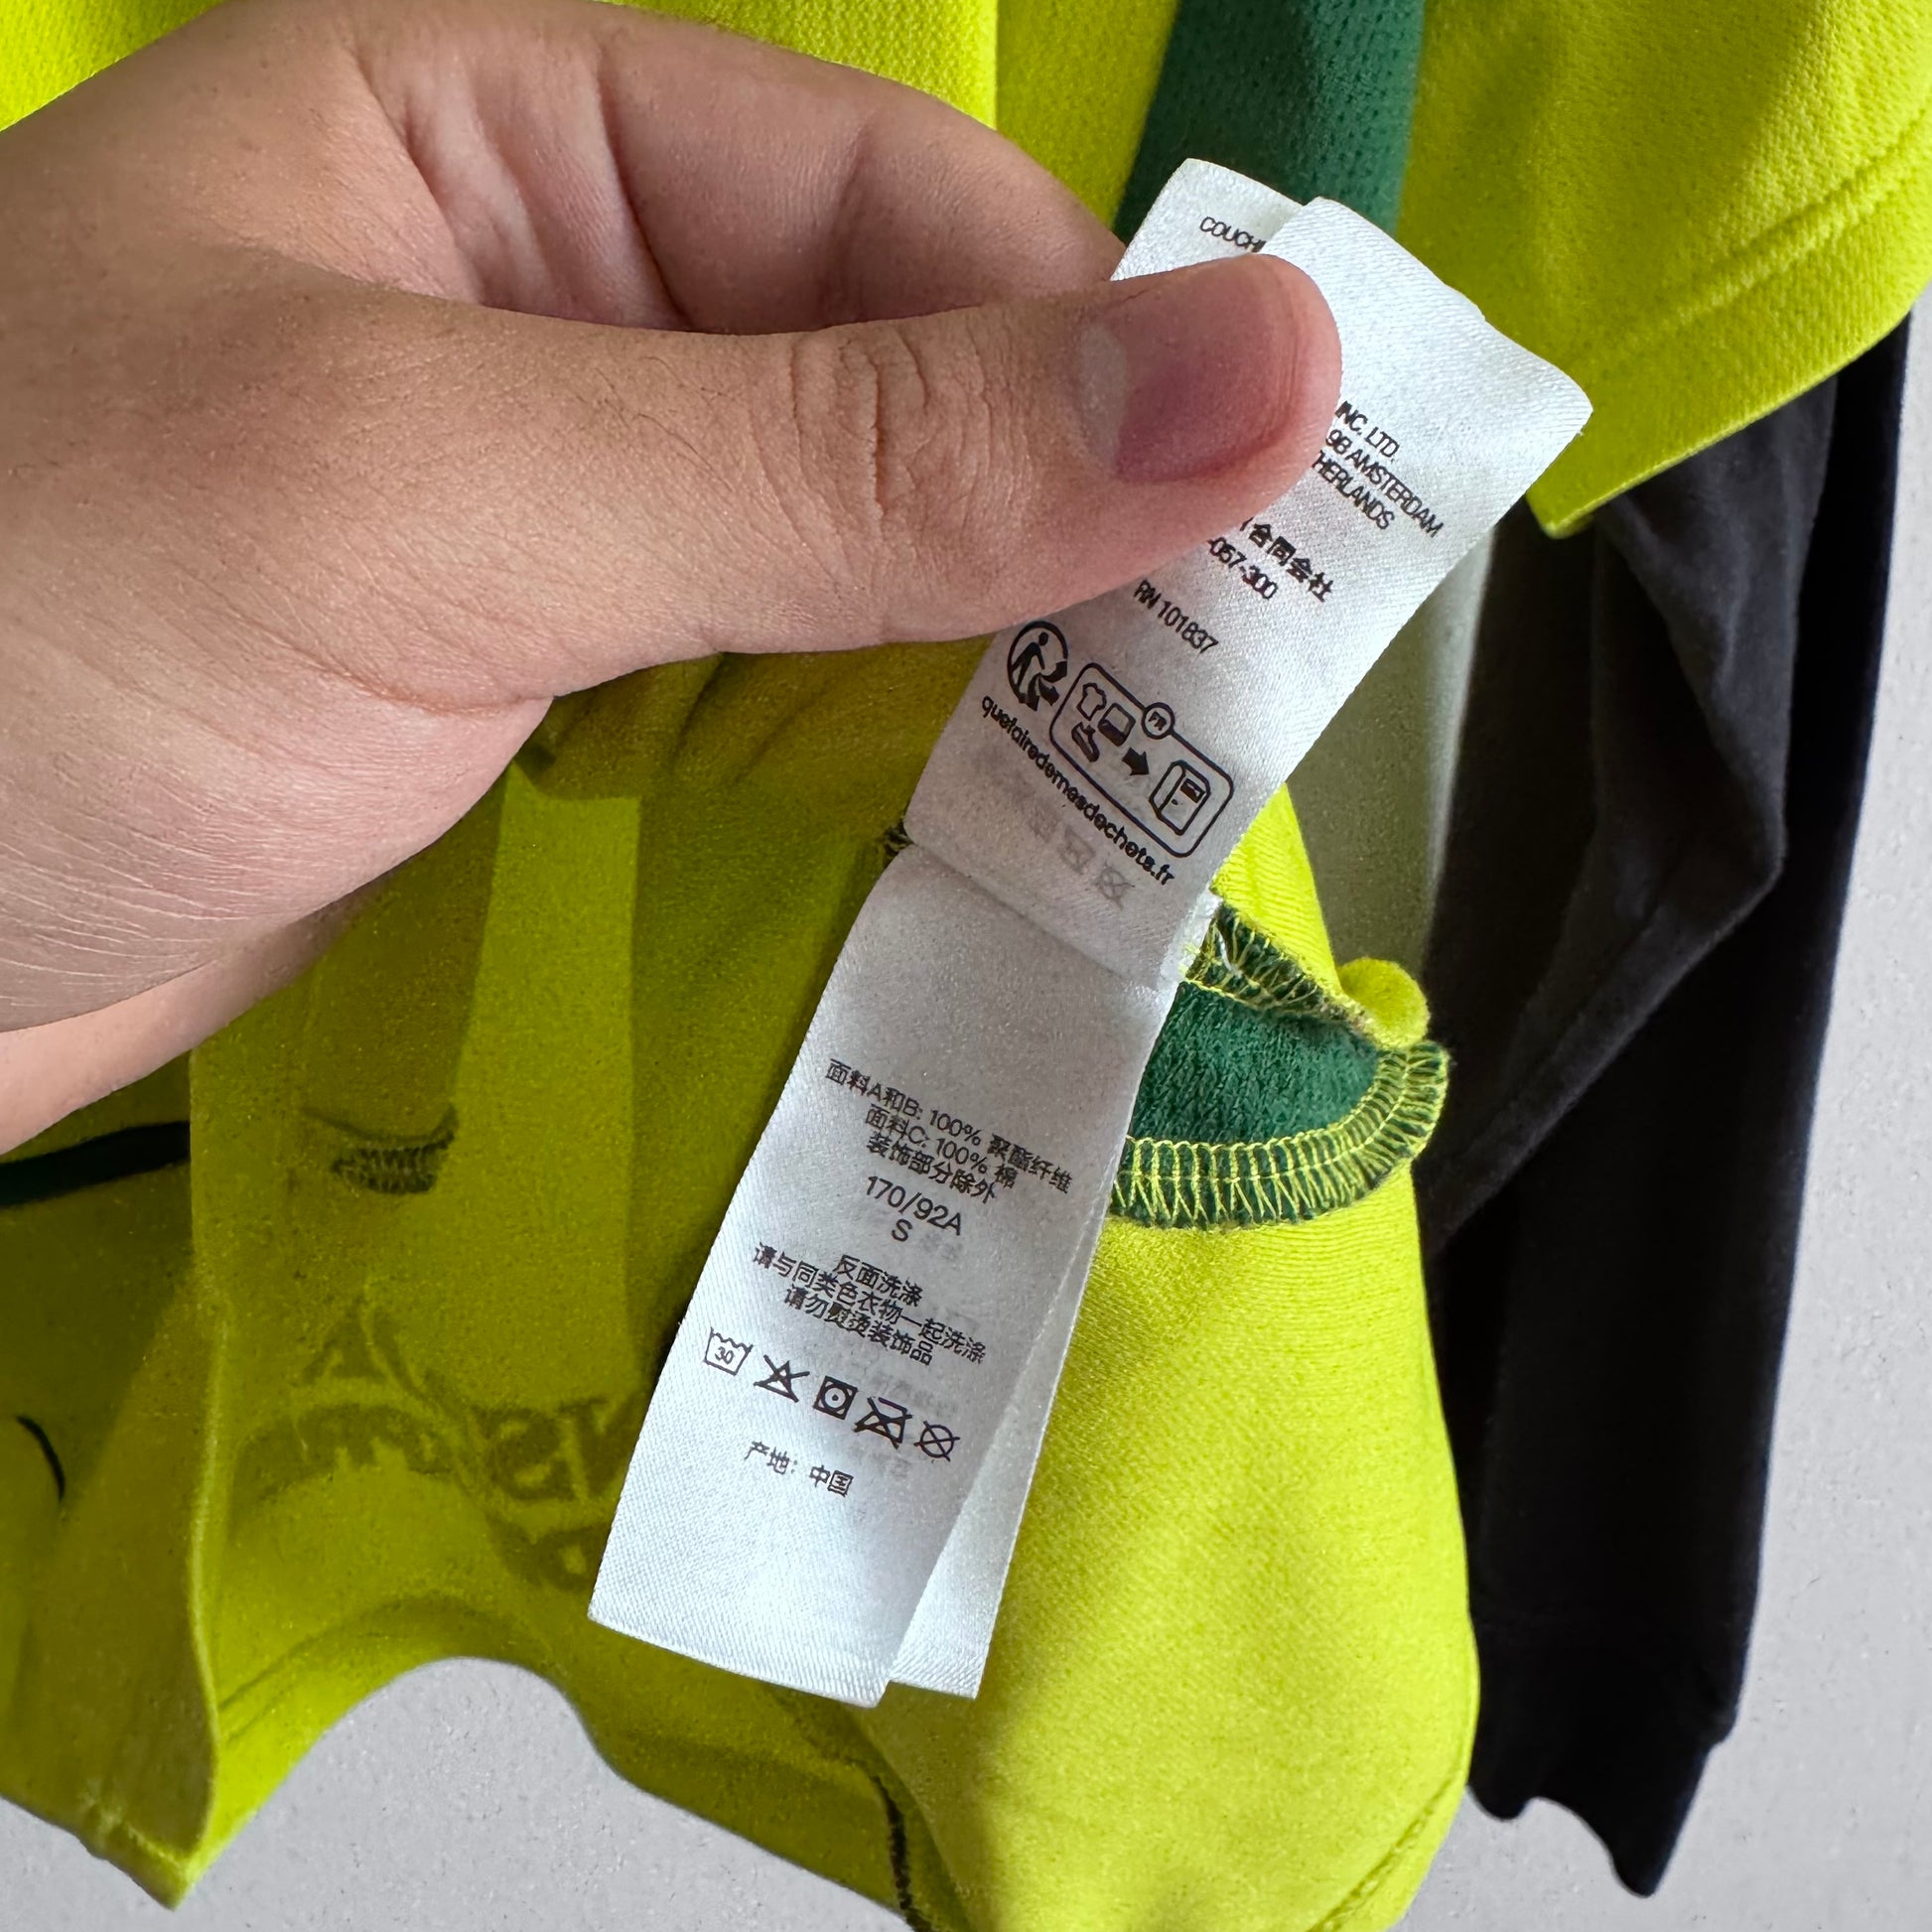 COUCH
INC. LTD.
98 AMSTERDAM
HERLANDS
合同会社
-057-300
RN 101837
FR
quefairedemesdechets.fr
面料A和B: 100% 聚酯纤维
面料C: 100% 棉
装饰部分除外
170/92A
S
反面洗涤
请与同类色衣物一起洗涤
请勿熨烫装饰品
30
产地: 中国